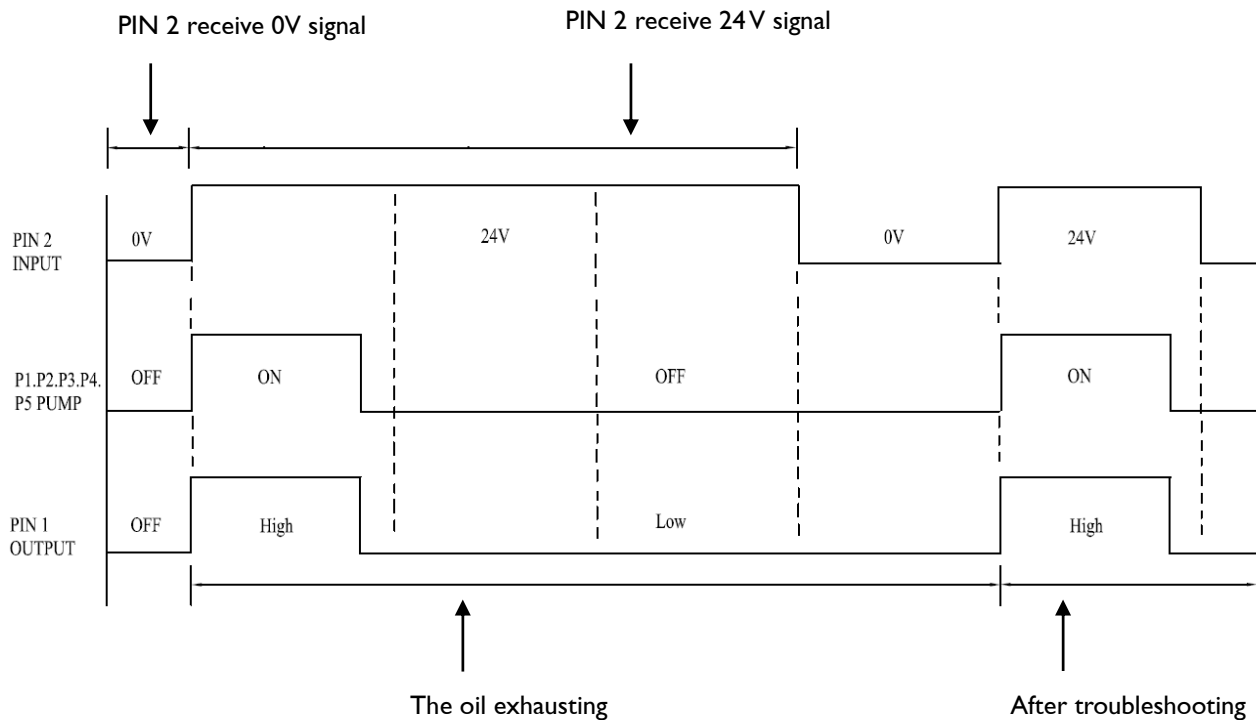 PIN 2 receive 0V signal
PIN 2 receive 24V signal
PIN 2
INPUT
0V
24V
0V
24V
P1.P2.P3.P4.
P5 PUMP
OFF
ON
OFF
ON
PIN 1
OUTPUT
OFF
High
Low
High
The oil exhausting
After troubleshooting